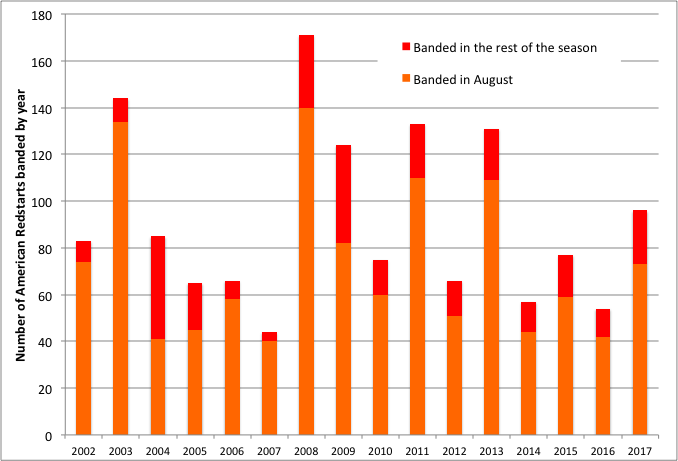 Number of American Redstarts banded by year
180
160
140
120
100
80
60
40
20
0
Banded in the rest of the season
Banded in August
2002 2003 2004 2005 2006 2007 2008 2009 2010 2011 2012 2013 2014 2015 2016 2017